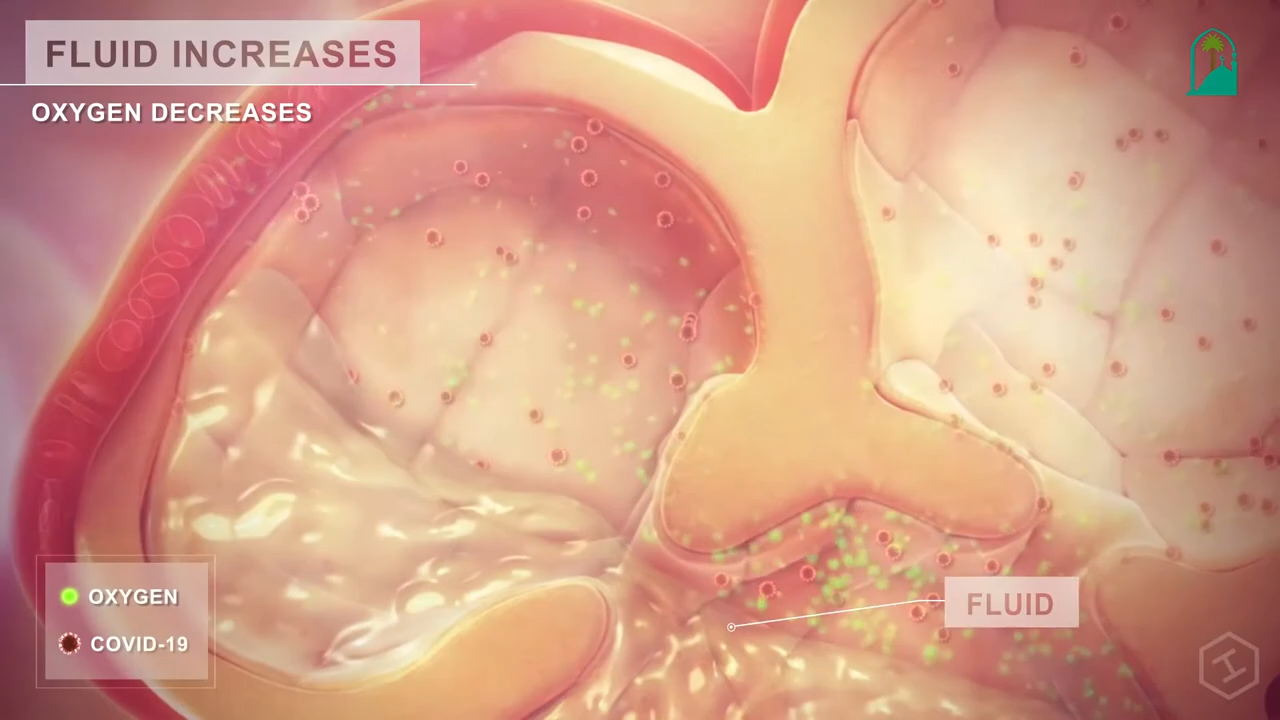 FLUID INCREASES
OXYGEN DECREASES
OXYGEN
COVID-19
FLUID